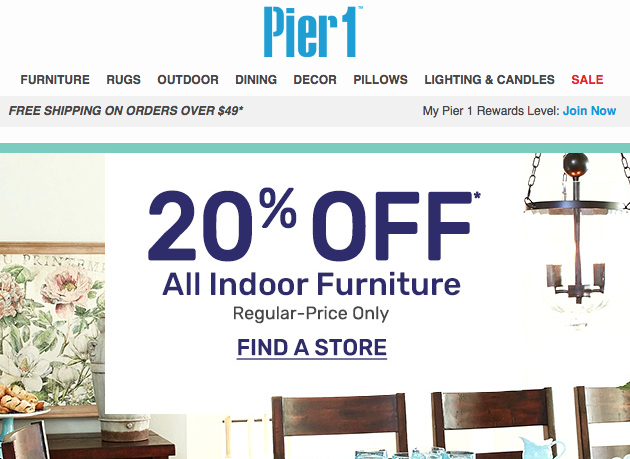 Pier 1™
FURNITURE RUGS OUTDOOR DINING DECOR PILLOWS LIGHTING & CANDLES SALE
FREE SHIPPING ON ORDERS OVER $49* My Pier 1 Rewards Level: Join Now
20% OFF*
All Indoor Furniture
Regular-Price Only
FIND A STORE